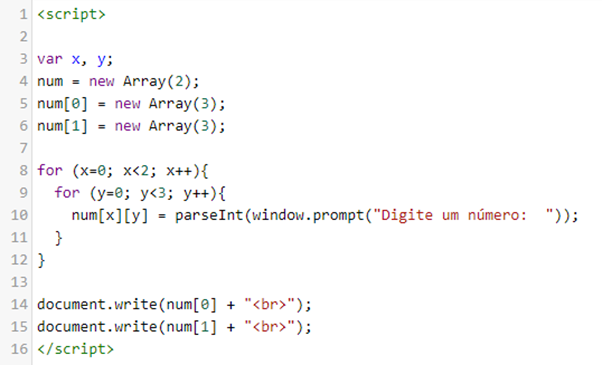 1 <script>
2
3 var x, y;
4 num = new Array(2);
5 num[0] = new Array(3);
6 num[1] = new Array(3);
7
8 for (x=0; x<2; x++){
9   for (y=0; y<3; y++){
10     num[x][y] = parseInt(window.prompt("Digite um número:  "));
11   }
12 }
13
14 document.write(num[0] + "<br>");
15 document.write(num[1] + "<br>");
16 </script>